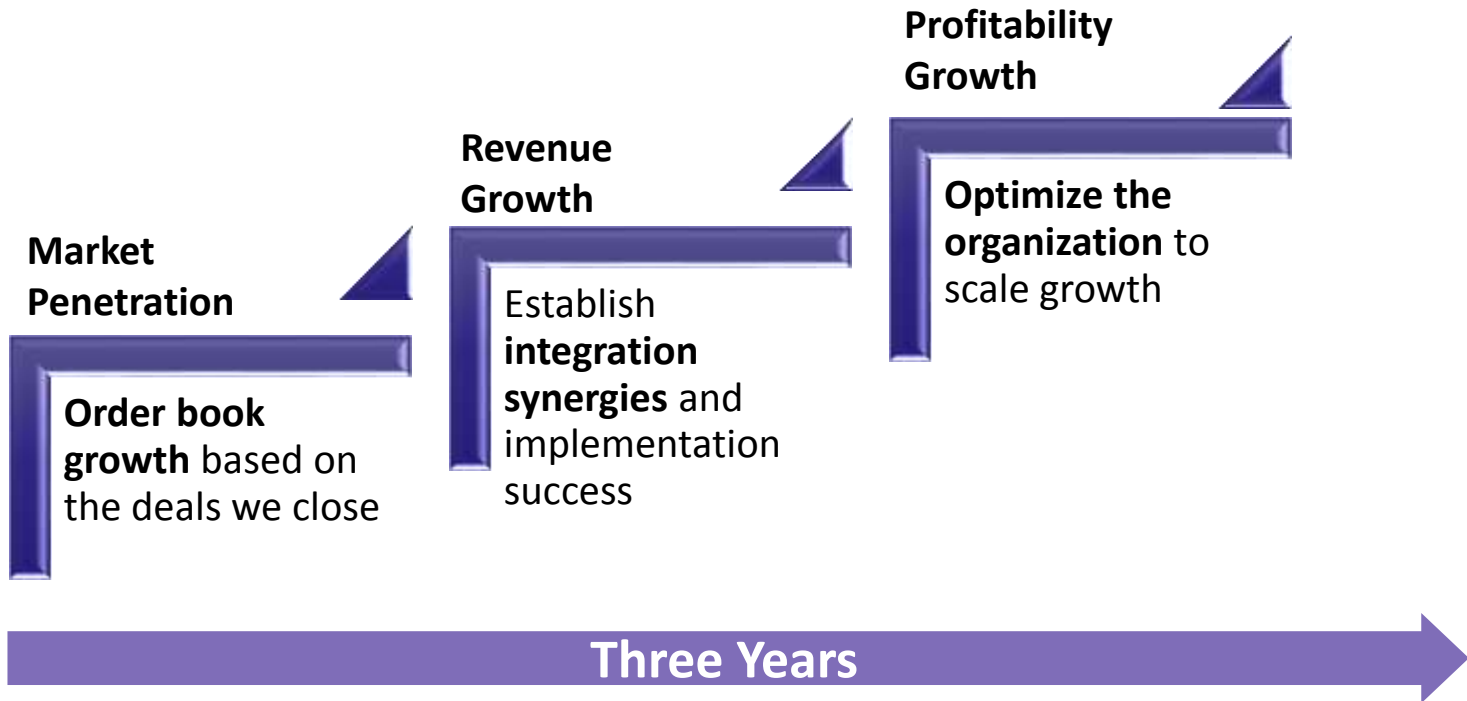 Market
Penetration
Order book
growth based on
the deals we close
Revenue
Growth
Establish
integration
synergies and
implementation
success
Profitability
Growth
Optimize the
organization to
scale growth
Three Years